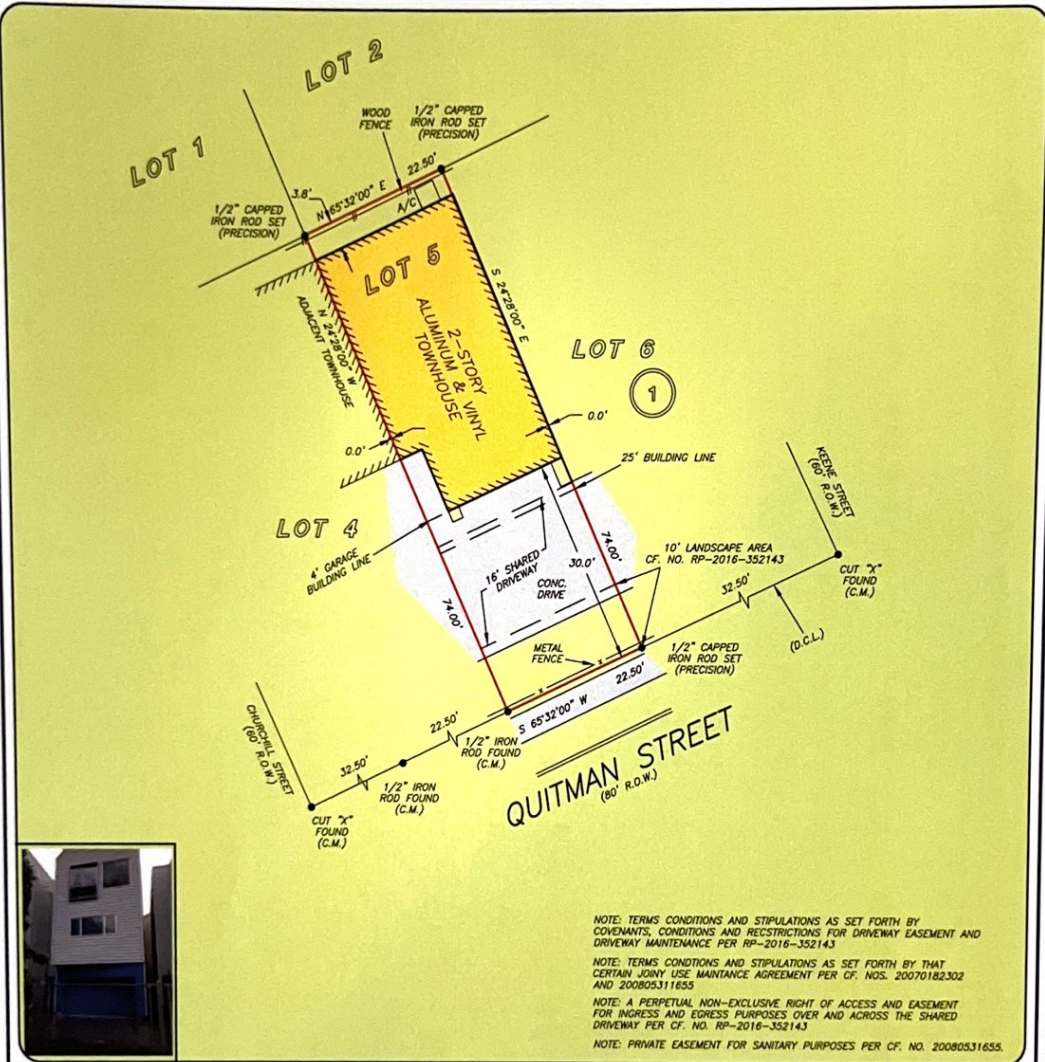 LOT 2
LOT 1
WOOD
FENCE
1/2" CAPPED
IRON ROD SET
(PRECISION)
22.50'
N 65°32'00" E
3.8'
A/C
1/2" CAPPED
IRON ROD SET
(PRECISION)
LOT 5
N 24°28'00" W
ADJACENT TOWNHOUSE
S 24°28'00" E
2-STORY
ALUMINUM & VINYL
TOWNHOUSE
LOT 6
1
0.0'
0.0'
25' BUILDING LINE
KEENE STREET
(60' R.O.W.)
LOT 4
4' GARAGE
BUILDING LINE
16' SHARED
DRIVEWAY
CONC.
DRIVE
30.0'
74.00'
10' LANDSCAPE AREA
CF. NO. RP-2016-352143
74.00'
32.50'
CUT "X"
FOUND
(C.M.)
(D.C.L.)
METAL
FENCE
1/2" CAPPED
IRON ROD SET
(PRECISION)
22.50'
S 65°32'00" W
CHURCHILL STREET
(60' R.O.W.)
22.50'
1/2" IRON
ROD FOUND
(C.M.)
32.50'
1/2" IRON
ROD FOUND
(C.M.)
CUT "X"
FOUND
(C.M.)
QUITMAN STREET
(80' R.O.W.)
NOTE: TERMS CONDITIONS AND STIPULATIONS AS SET FORTH BY
COVENANTS, CONDITIONS AND RECSTRICTIONS FOR DRIVEWAY EASEMENT AND
DRIVEWAY MAINTENANCE PER RP-2016-352143
NOTE: TERMS CONDTIONS AND STIPULATIONS AS SET FORTH BY THAT
CERTAIN JOINY USE MAINTANCE AGREEMENT PER CF. NOS. 20070182302
AND 200805311655
NOTE: A PERPETUAL NON-EXCLUSIVE RIGHT OF ACCESS AND EASEMENT
FOR INGRESS AND EGRESS PURPOSES OVER AND ACROSS THE SHARED
DRIVEWAY PER CF. NO. RP-2016-352143
NOTE: PRIVATE EASEMENT FOR SANITARY PURPOSES PER CF. NO. 20080531655.